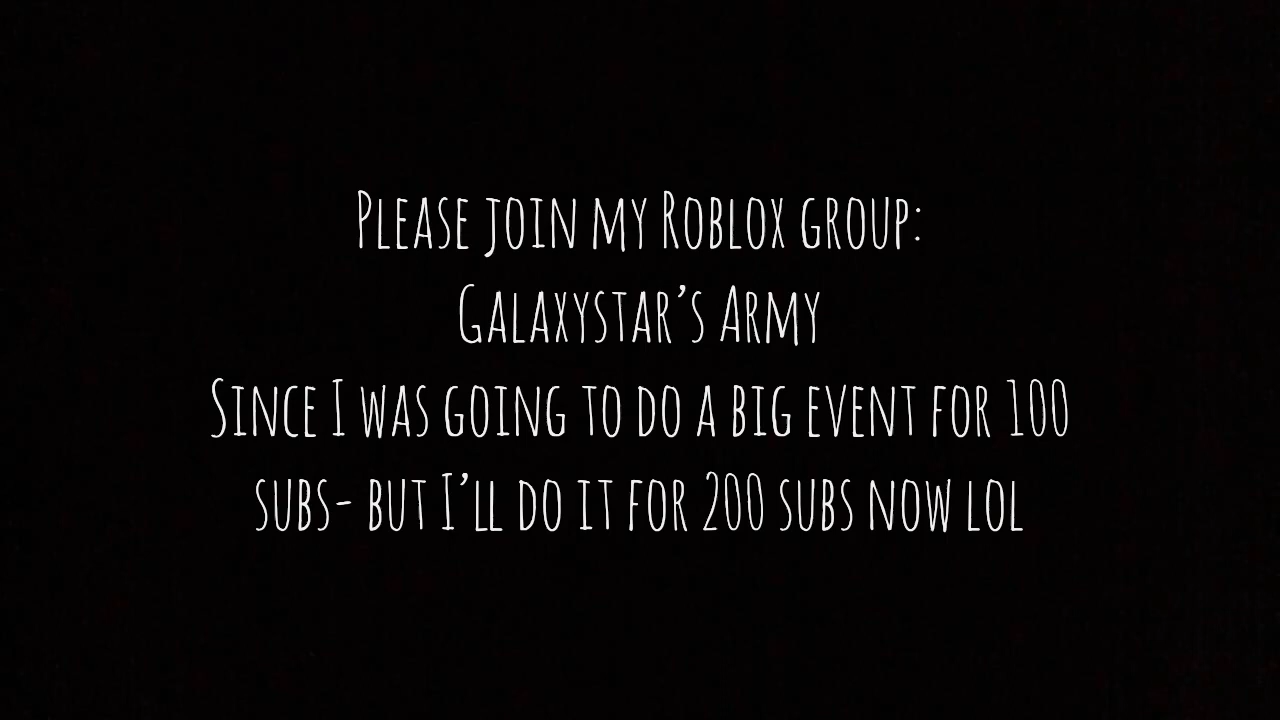 Please join my Roblox group:
Galaxystar’s Army
Since I was going to do a big event for 100
subs- but I’ll do it for 200 subs now lol